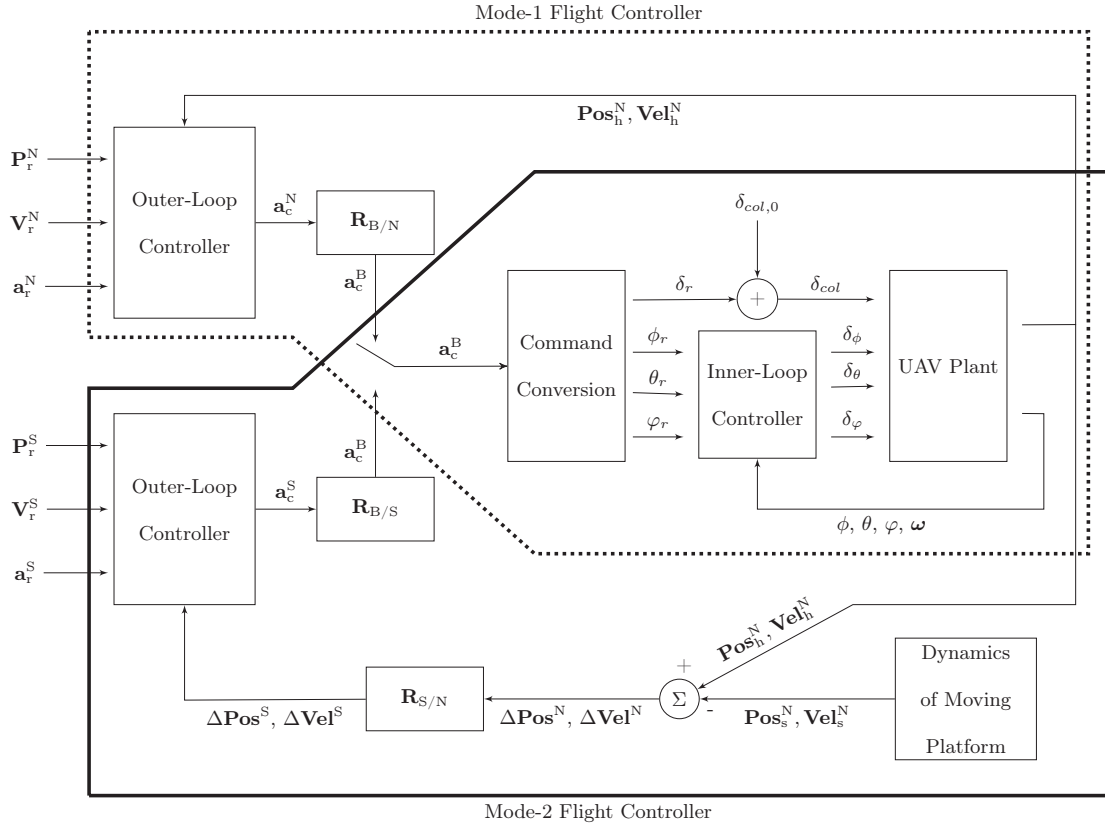 Mode-1 Flight Controller
Pos_h^N, Vel_h^N
P_r^N
V_r^N
a_r^N
Outer-Loop
Controller
a_c^N
R_B/N
a_c^B
δ_col,0
δ_r
+
δ_col
a_c^B
Command
Conversion
ϕ_r
θ_r
φ_r
Inner-Loop
Controller
δ_ϕ
δ_θ
δ_φ
UAV Plant
ϕ, θ, φ, ω
P_r^S
V_r^S
a_r^S
Outer-Loop
Controller
a_c^S
R_B/S
a_c^B
Pos_h^N, Vel_h^N
+
Σ
-
ΔPos^S, ΔVel^S
R_S/N
ΔPos^N, ΔVel^N
Pos_s^N, Vel_s^N
Dynamics
of Moving
Platform
Mode-2 Flight Controller